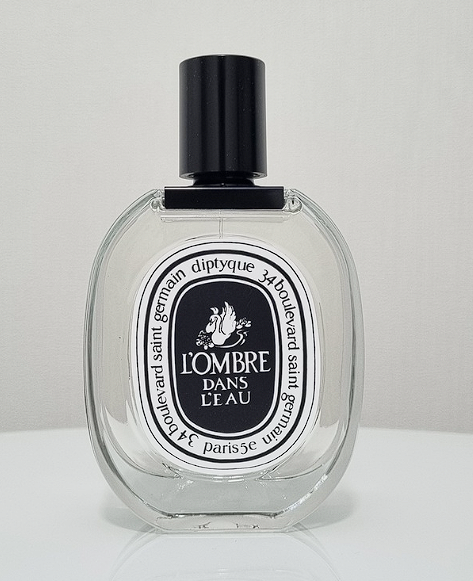 diptyque 34 boulevard saint germain paris5e 34 boulevard saint germain
L'OMBRE
DANS
L'EAU